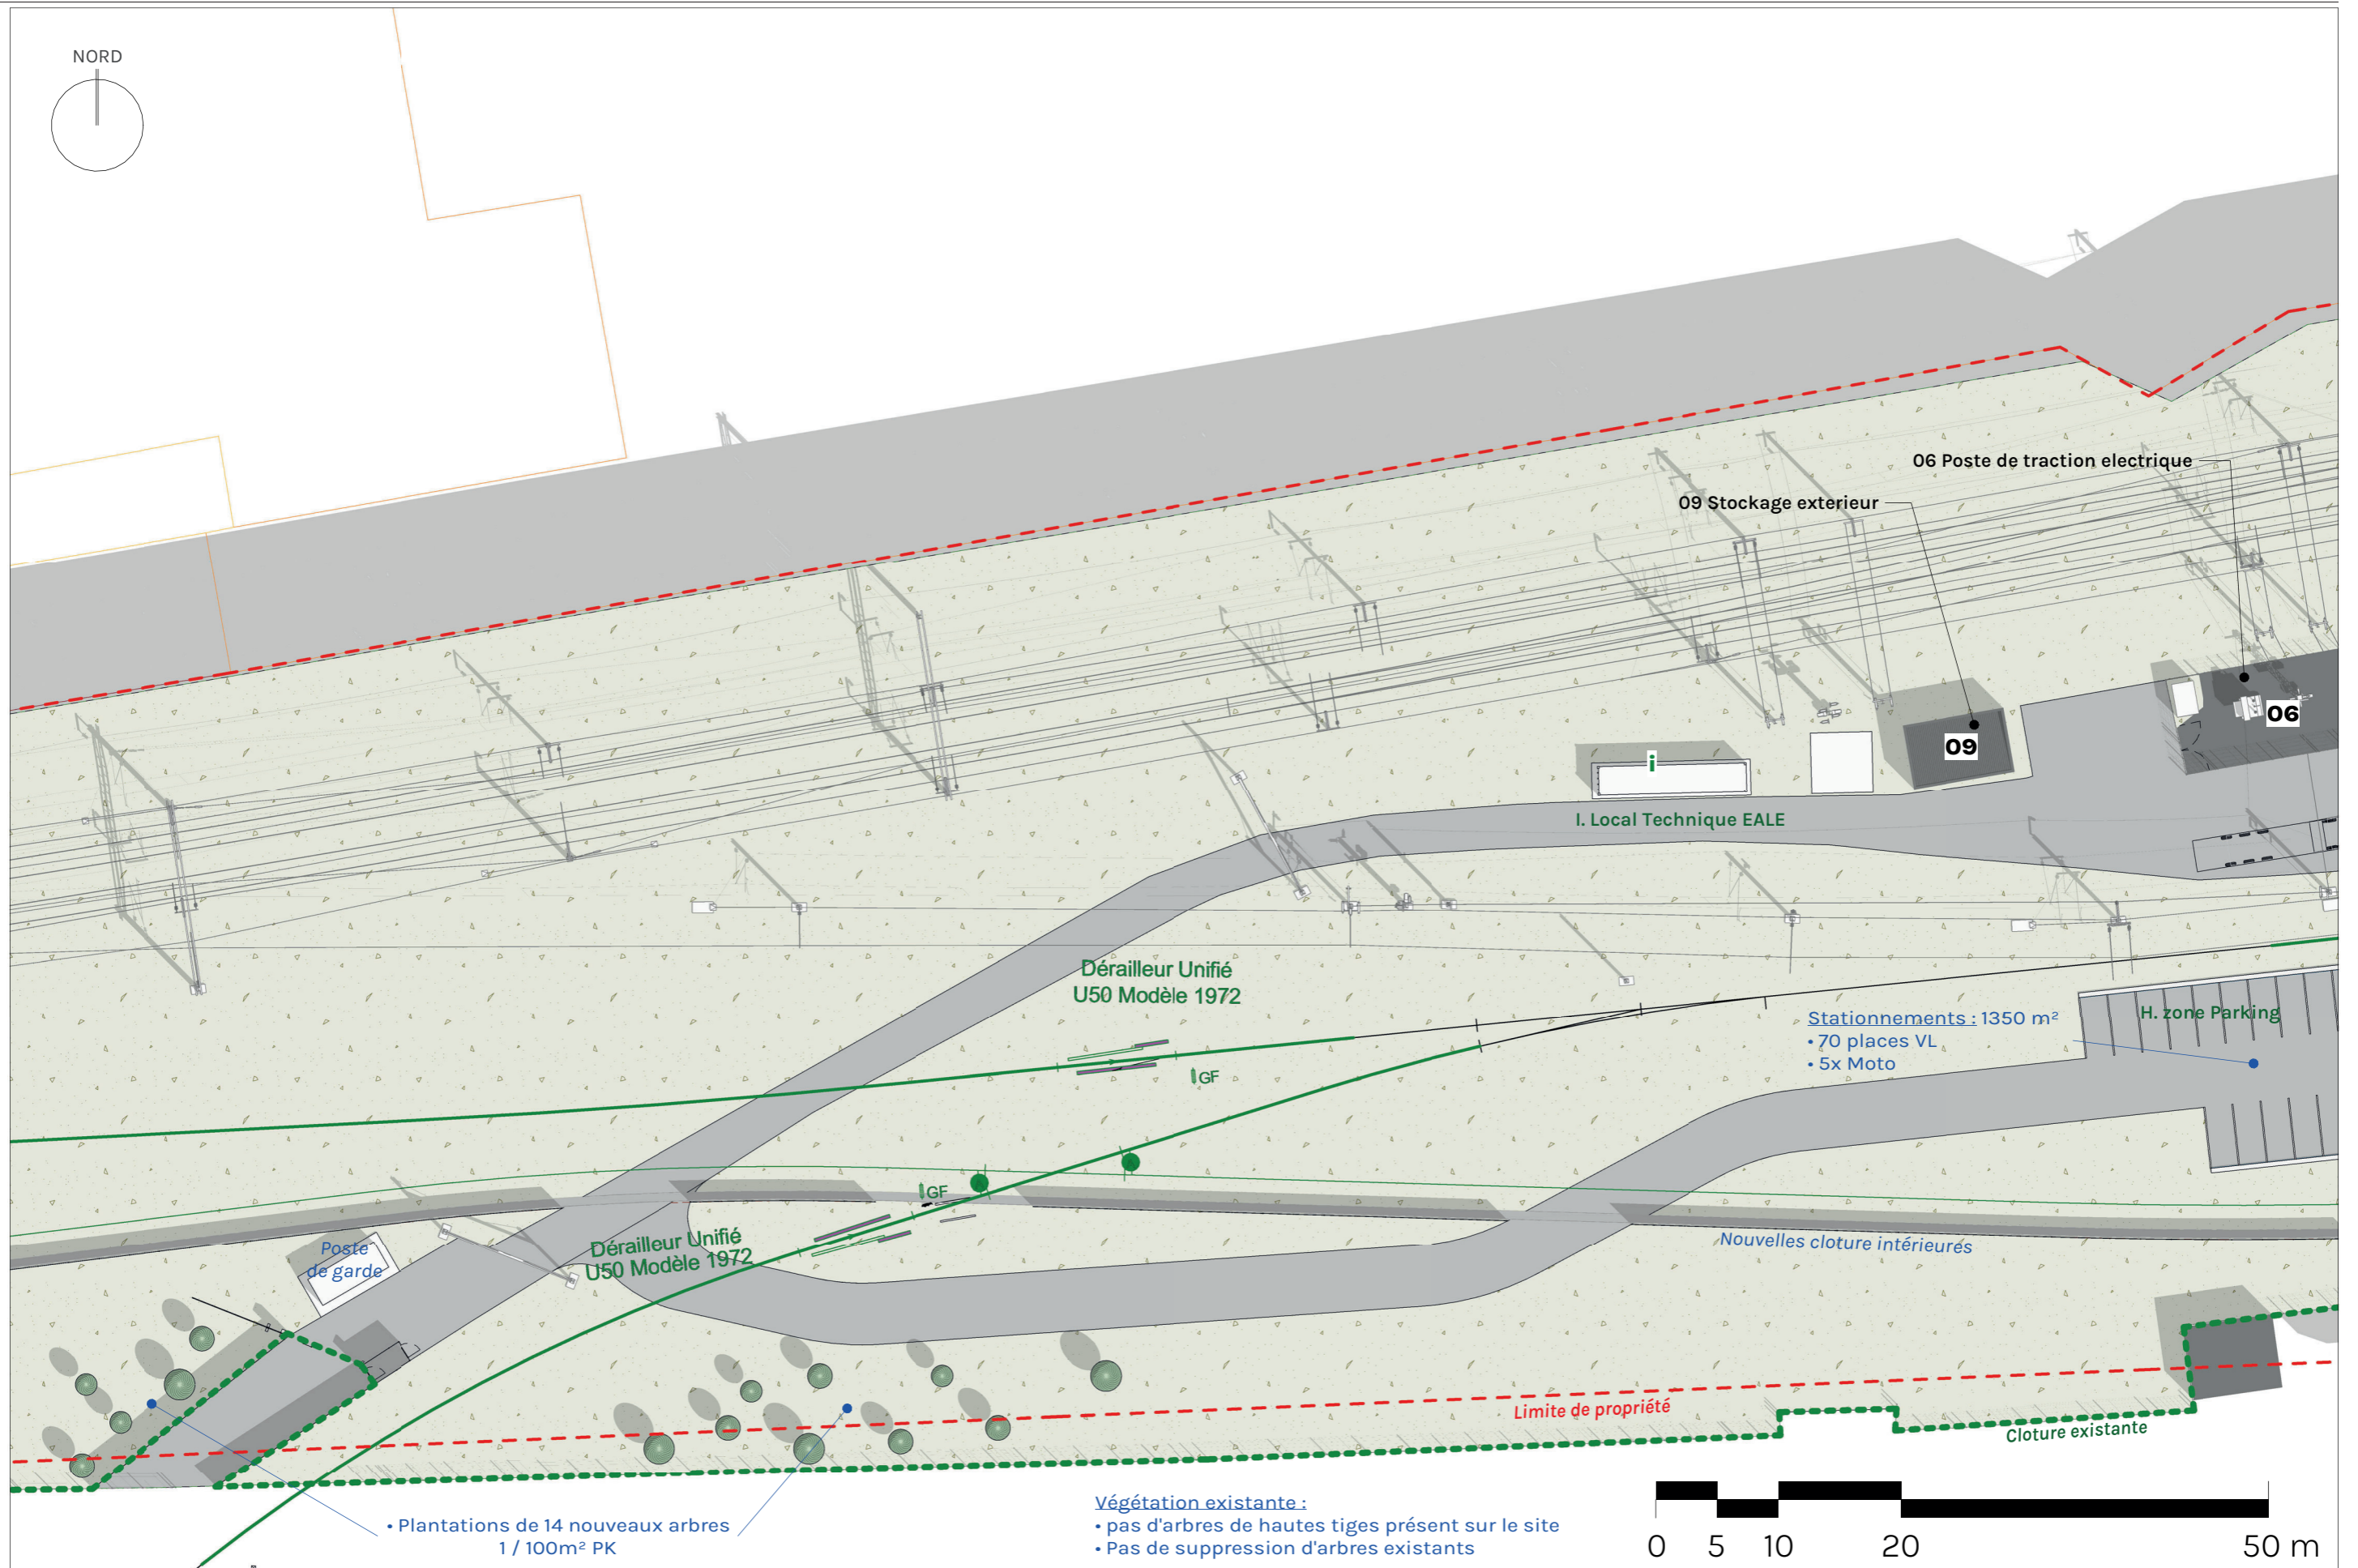 NORD
06 Poste de traction electrique
09 Stockage exterieur
06
09
i
I. Local Technique EALE
Dérailleur Unifié
U50 Modèle 1972
Stationnements : 1350 m²
• 70 places VL
• 5x Moto
H. zone Parking
GF
GF
Dérailleur Unifié
U50 Modèle 1972
Poste
de garde
Nouvelles cloture intérieures
Limite de propriété
Cloture existante
• Plantations de 14 nouveaux arbres
1 / 100m² PK
Végétation existante :
• pas d'arbres de hautes tiges présent sur le site
• Pas de suppression d'arbres existants
0 5 10 20 50 m